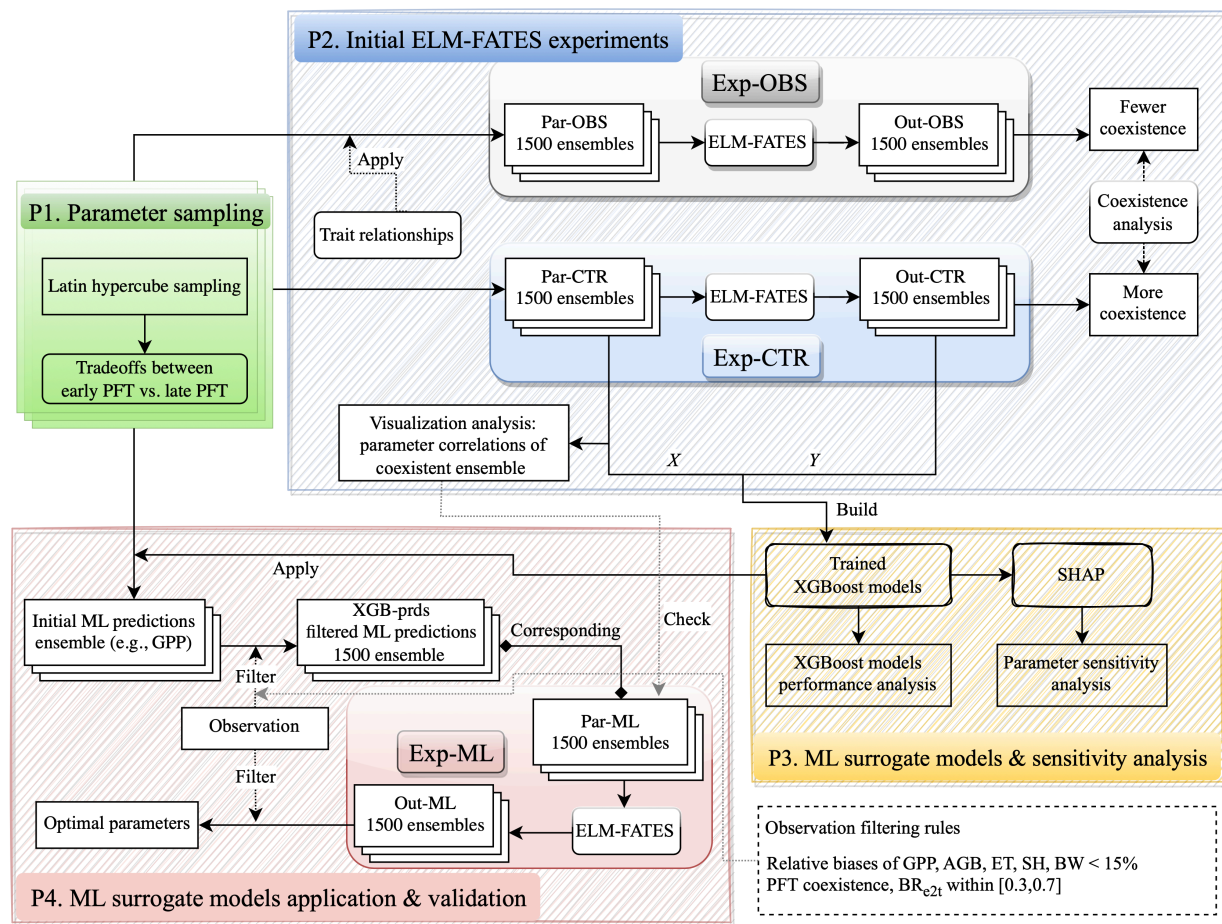 P2. Initial ELM-FATES experiments
Exp-OBS
Par-OBS
1500 ensembles
ELM-FATES
Out-OBS
1500 ensembles
Fewer
coexistence
Apply
Trait relationships
Coexistence
analysis
P1. Parameter sampling
Latin hypercube sampling
Tradeoffs between
early PFT vs. late PFT
Par-CTR
1500 ensembles
ELM-FATES
Out-CTR
1500 ensembles
More
coexistence
Exp-CTR
Visualization analysis:
parameter correlations of
coexistent ensemble
X
Y
Build
Apply
Trained
XGBoost models
SHAP
XGBoost models
performance analysis
Parameter sensitivity
analysis
P3. ML surrogate models & sensitivity analysis
Initial ML predictions
ensemble (e.g., GPP)
XGB-prds
filtered ML predictions
1500 ensemble
Corresponding
Check
Filter
Observation
Filter
Exp-ML
Par-ML
1500 ensembles
Out-ML
1500 ensembles
ELM-FATES
Optimal parameters
P4. ML surrogate models application & validation
Observation filtering rules
Relative biases of GPP, AGB, ET, SH, BW < 15%
PFT coexistence, BRe2t within [0.3,0.7]